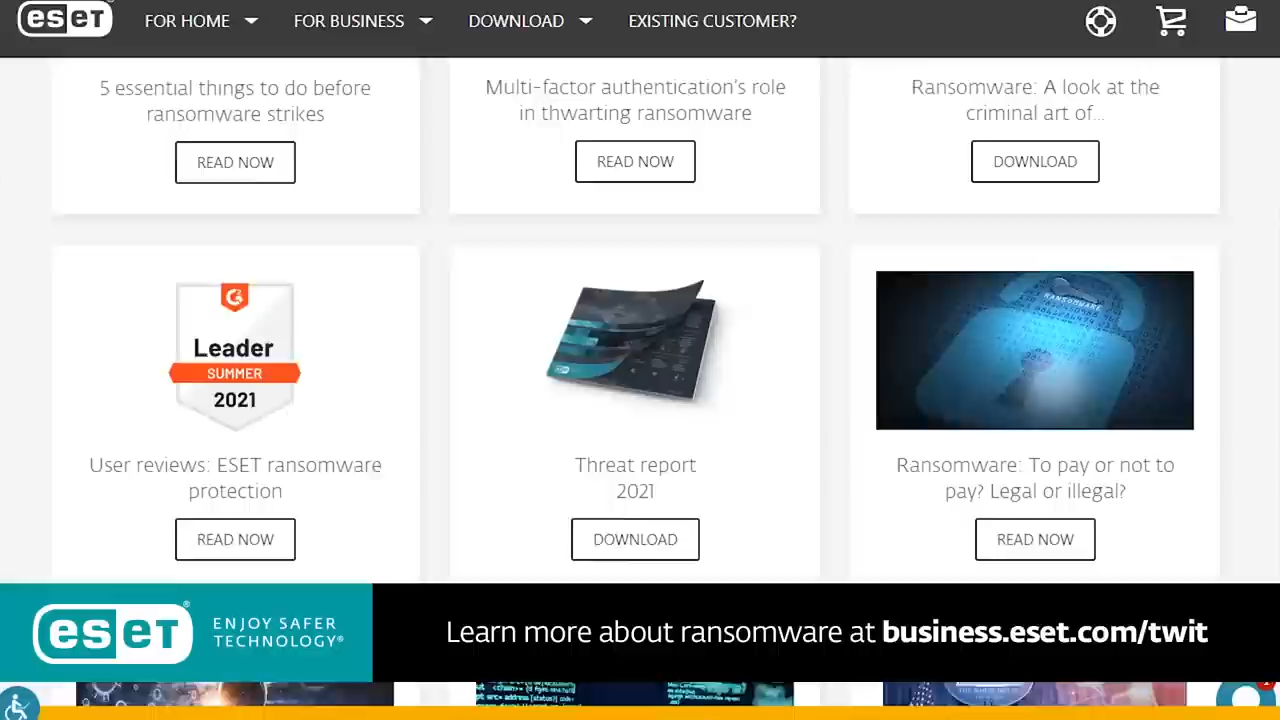 eseT
FOR HOME
FOR BUSINESS
DOWNLOAD
EXISTING CUSTOMER?
5 essential things to do before
ransomware strikes
READ NOW
Multi-factor authentication's role
in thwarting ransomware
READ NOW
Ransomware: A look at the
criminal art of...
DOWNLOAD
Leader
SUMMER
2021
User reviews: ESET ransomware
protection
READ NOW
eseT
Threat report
2021
DOWNLOAD
RANSOMWARE
Ransomware: To pay or not to
pay? Legal or illegal?
READ NOW
eseT®
ENJOY SAFER
TECHNOLOGY®
Learn more about ransomware at business.eset.com/twit